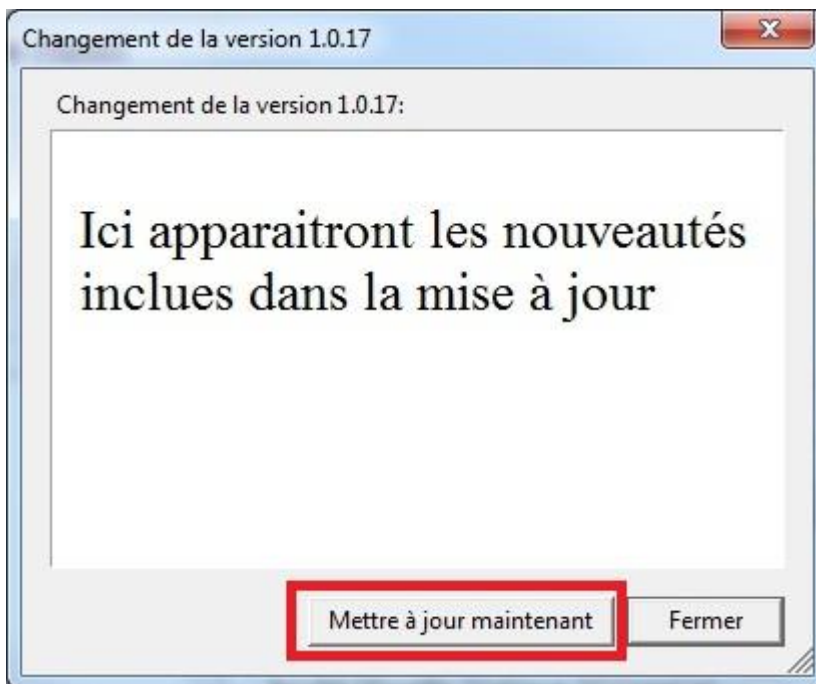 Changement de la version 1.0.17
Changement de la version 1.0.17:
Ici apparaitront les nouveautés
inclues dans la mise à jour
Mettre à jour maintenant
Fermer